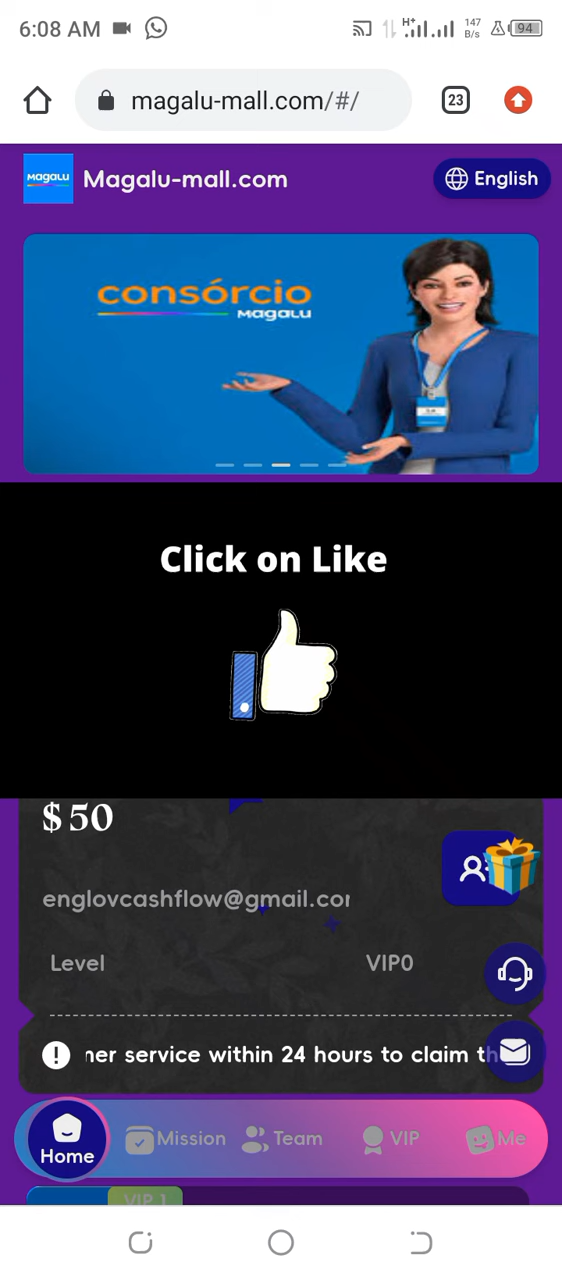 6:08 AM
H+
147
B/s
94
magalu-mall.com/#/
23
Magalu
Magalu-mall.com
English
consórcio
Magalu
Click on Like
$ 50
englovcashflow@gmail.co
Level
VIP0
ner service within 24 hours to claim th
Home
Mission
Team
VIP
Me
VIP 1